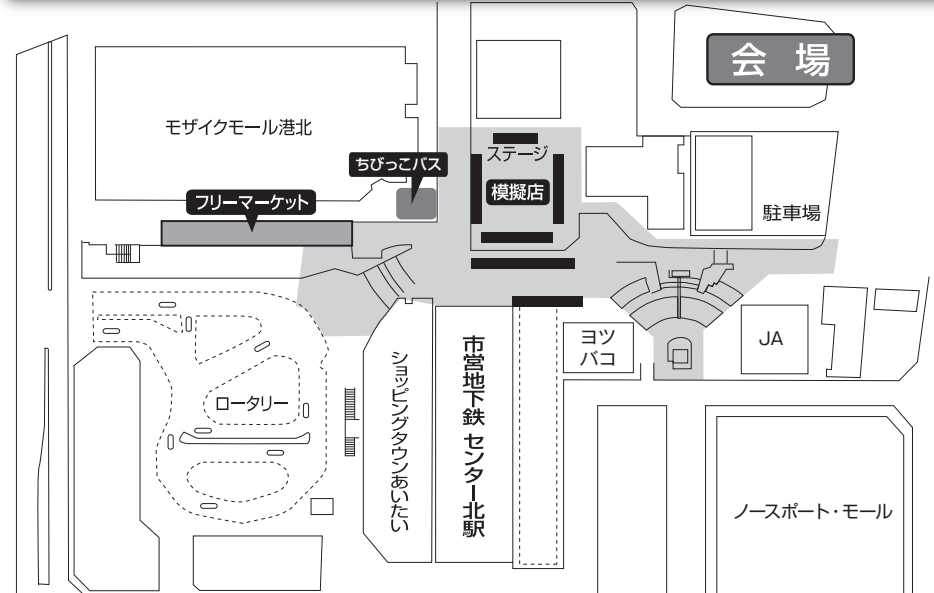 会場
モザイクモール港北
ちびっこバス
ステージ
模擬店
フリーマーケット
駐車場
ヨツ
バコ
JA
ロータリー
ショッピングタウンあいたい
市営地下鉄 センター北駅
ノースポート・モール